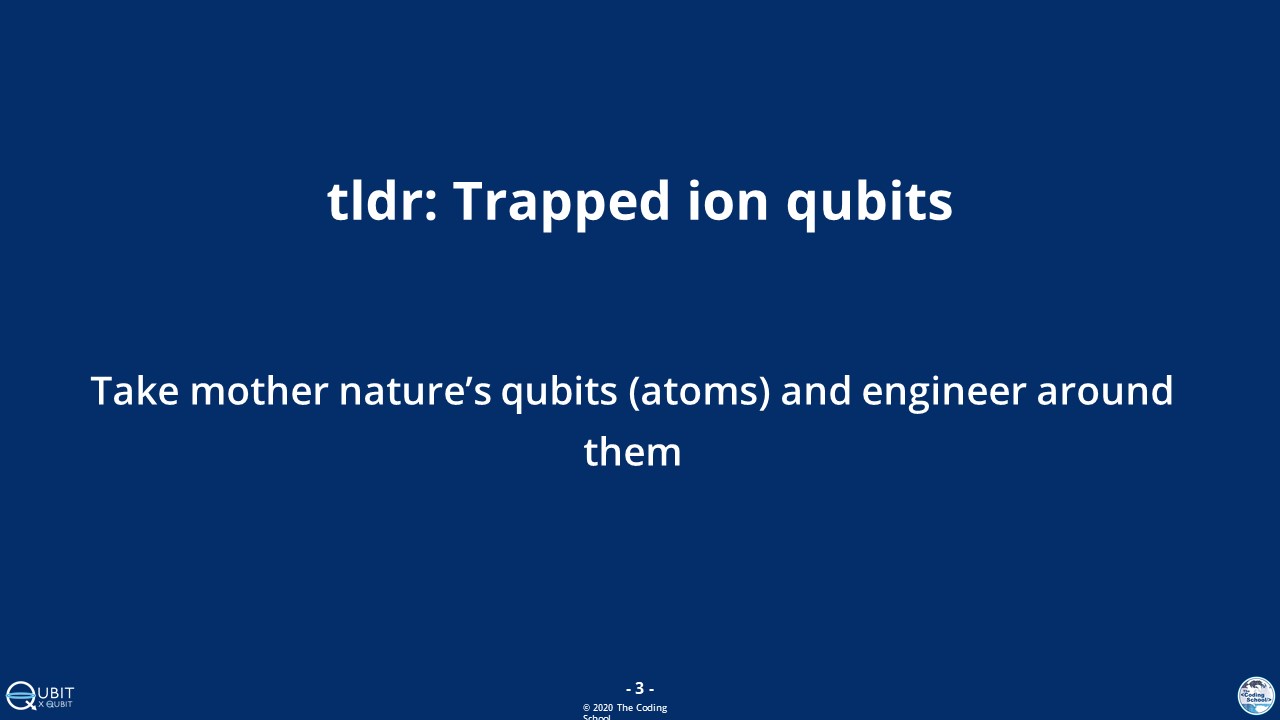 tldr: Trapped ion qubits
Take mother nature’s qubits (atoms) and engineer around
them
QUBIT
X QUBIT
- 3 -
© 2020 The Coding
School
The
<Coding
School/>